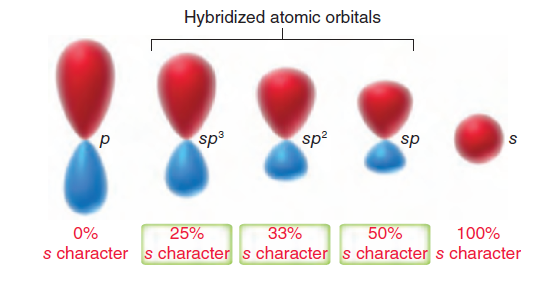 Hybridized atomic orbitals
p sp³ sp² sp s
0% 25% 33% 50% 100%
s character s character s character s character s character